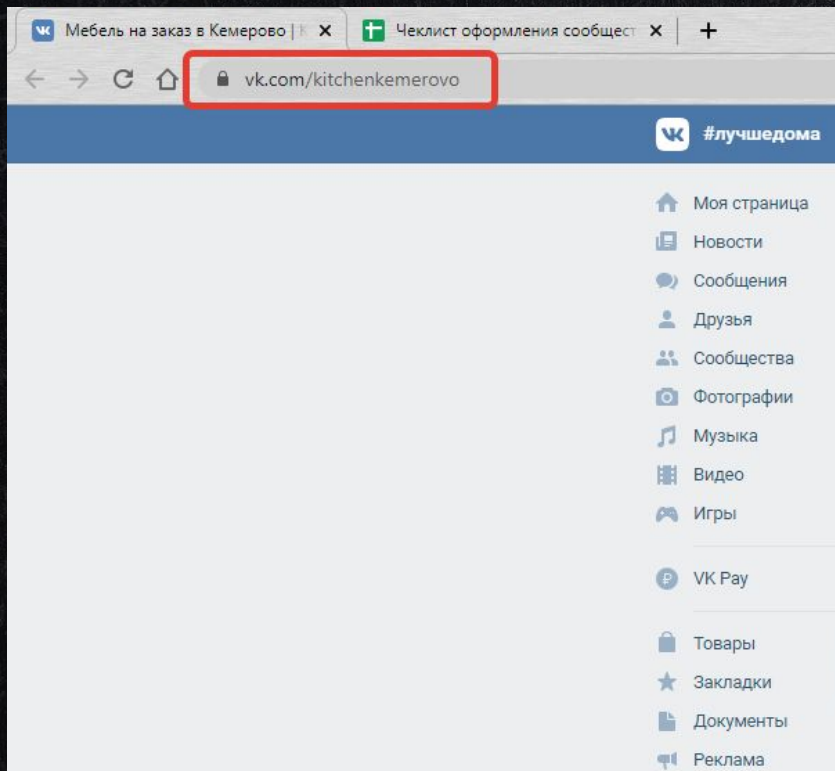 Мебель на заказ в Кемерово |
Чеклист оформления сообщест
vk.com/kitchenkemerovo
#лучшедома
Моя страница
Новости
Сообщения
Друзья
Сообщества
Фотографии
Музыка
Видео
Игры
VK Pay
Товары
Закладки
Документы
Реклама